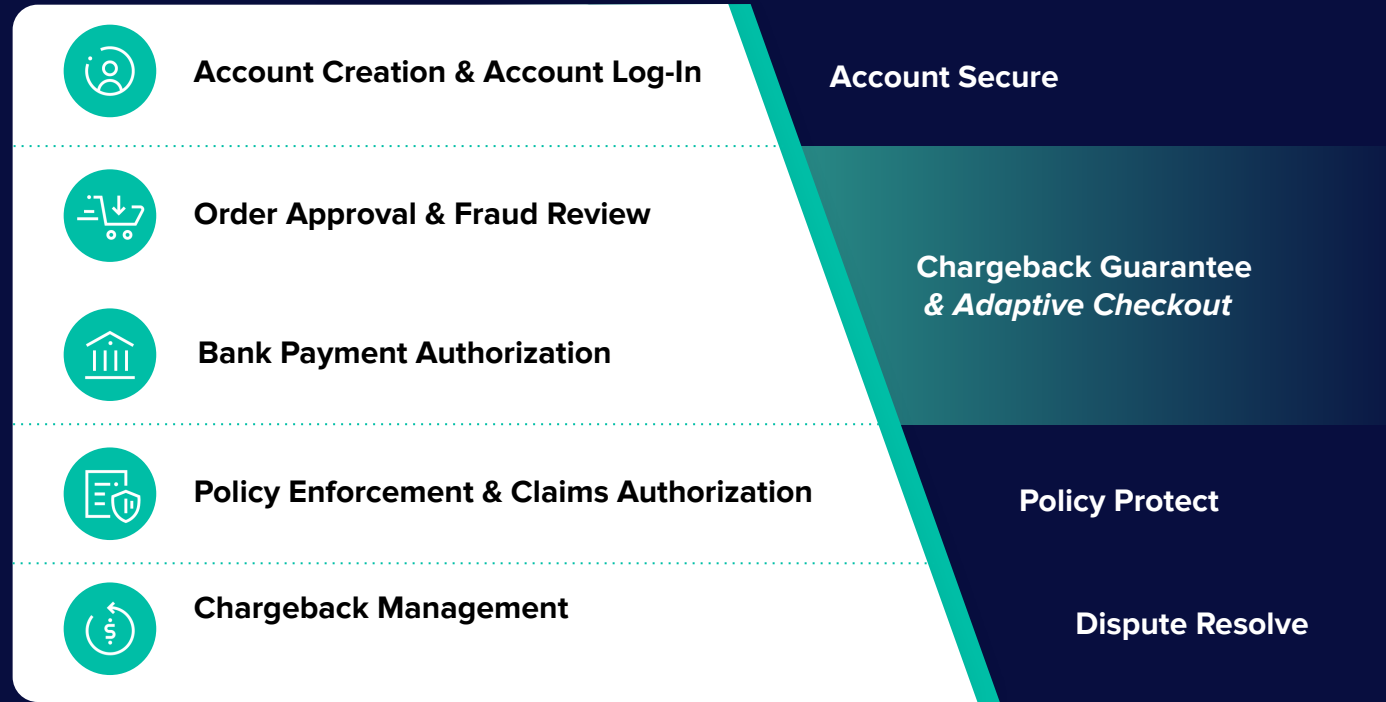 Account Creation & Account Log-In
Account Secure
Order Approval & Fraud Review
Chargeback Guarantee
& Adaptive Checkout
Bank Payment Authorization
Policy Enforcement & Claims Authorization
Policy Protect
Chargeback Management
Dispute Resolve